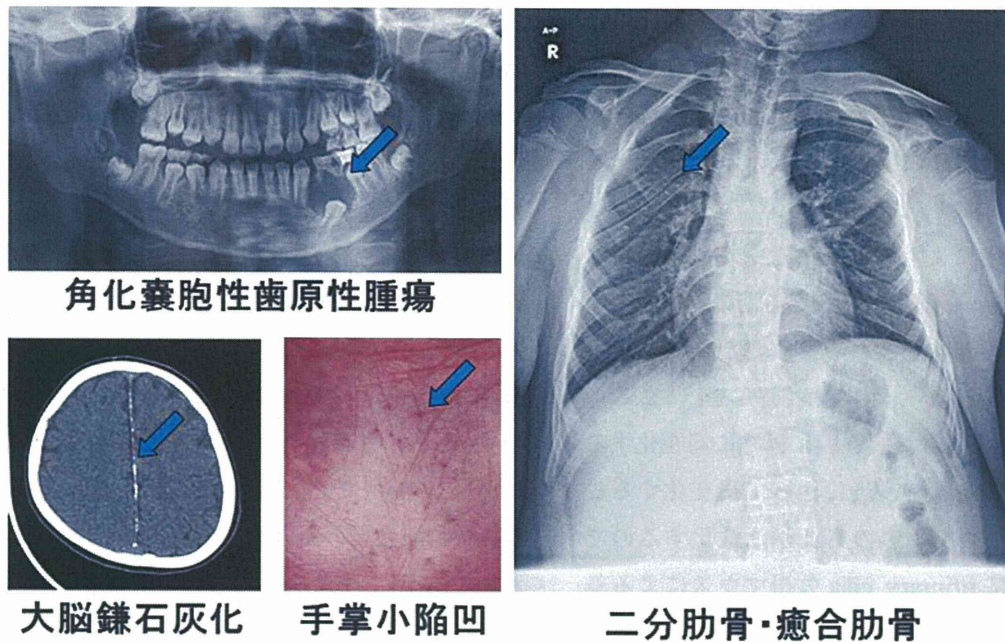 A-P
R
角化嚢胞性歯原性腫瘍
大脳鎌石灰化
手掌小陥凹
二分肋骨・癒合肋骨